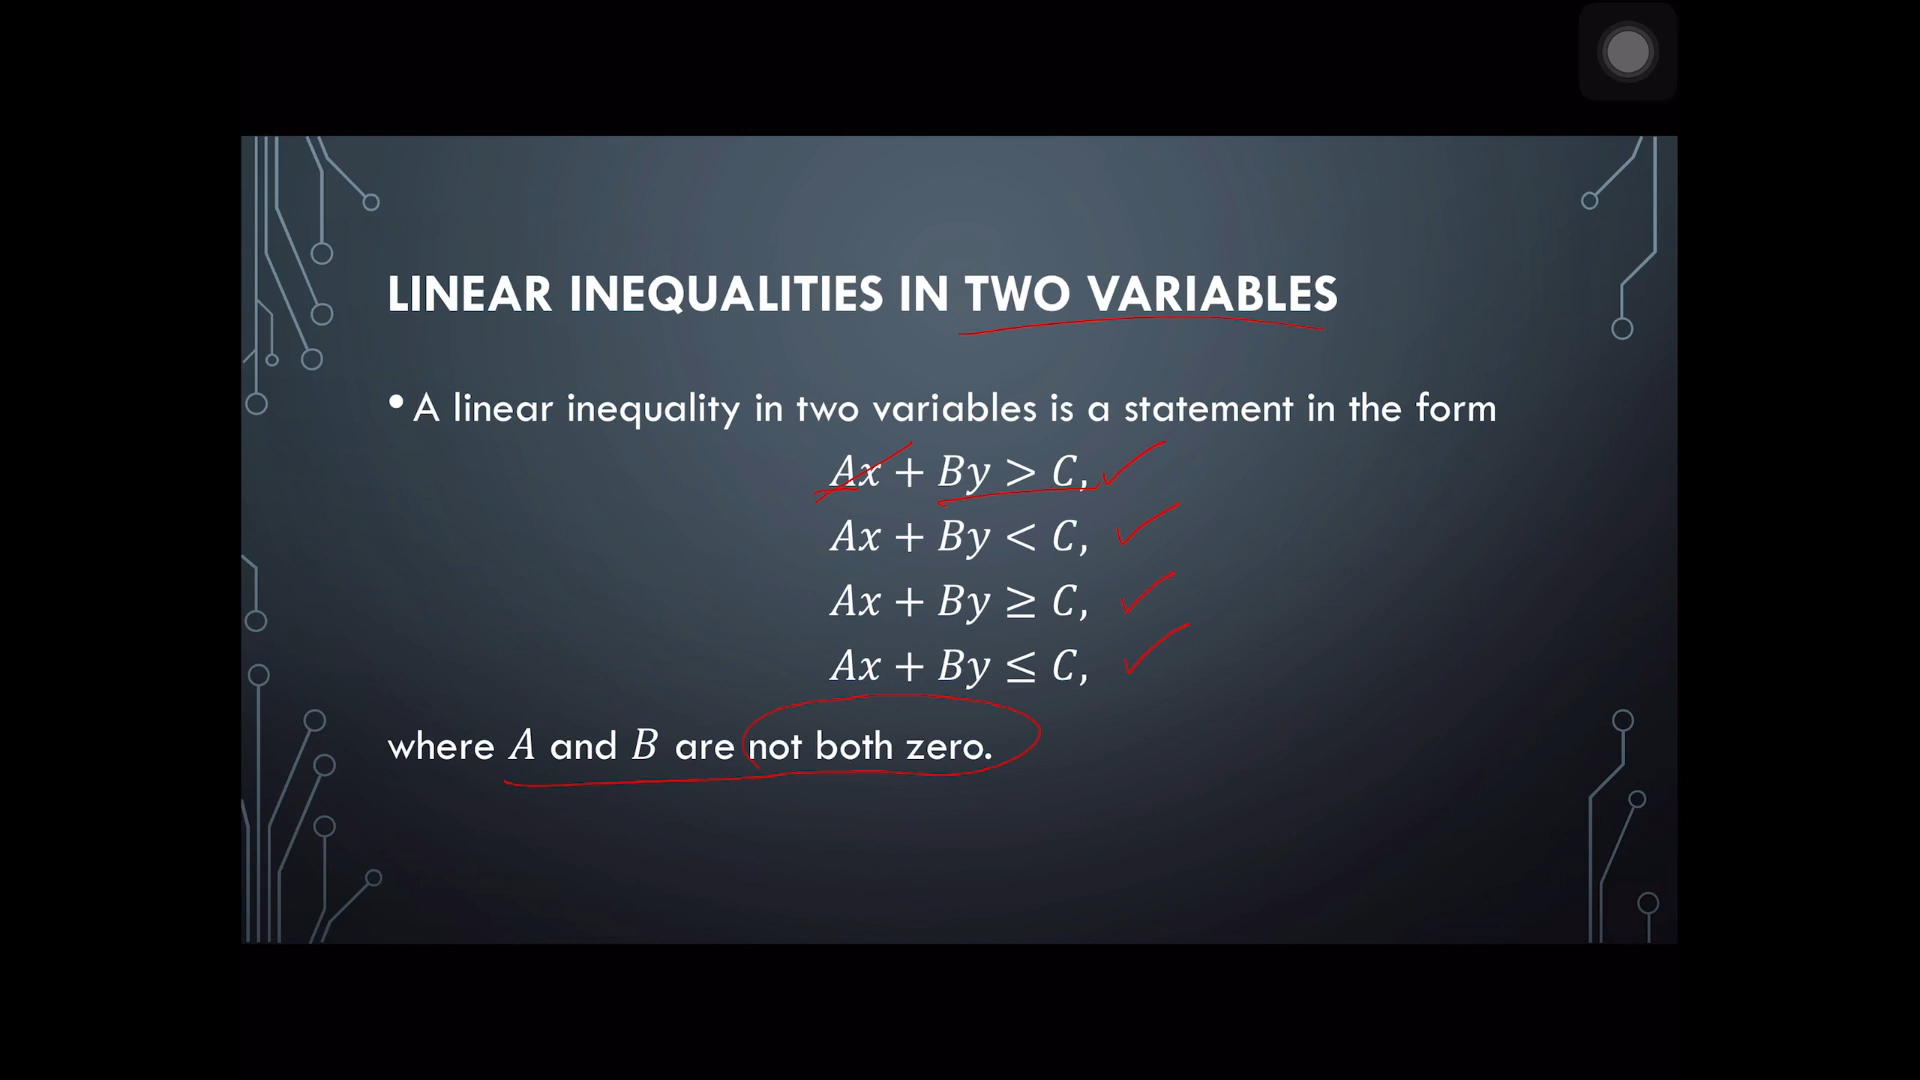 LINEAR INEQUALITIES IN TWO VARIABLES
• A linear inequality in two variables is a statement in the form
Ax + By > C,
Ax + By < C,
Ax + By ≥ C,
Ax + By ≤ C,
where A and B are not both zero.